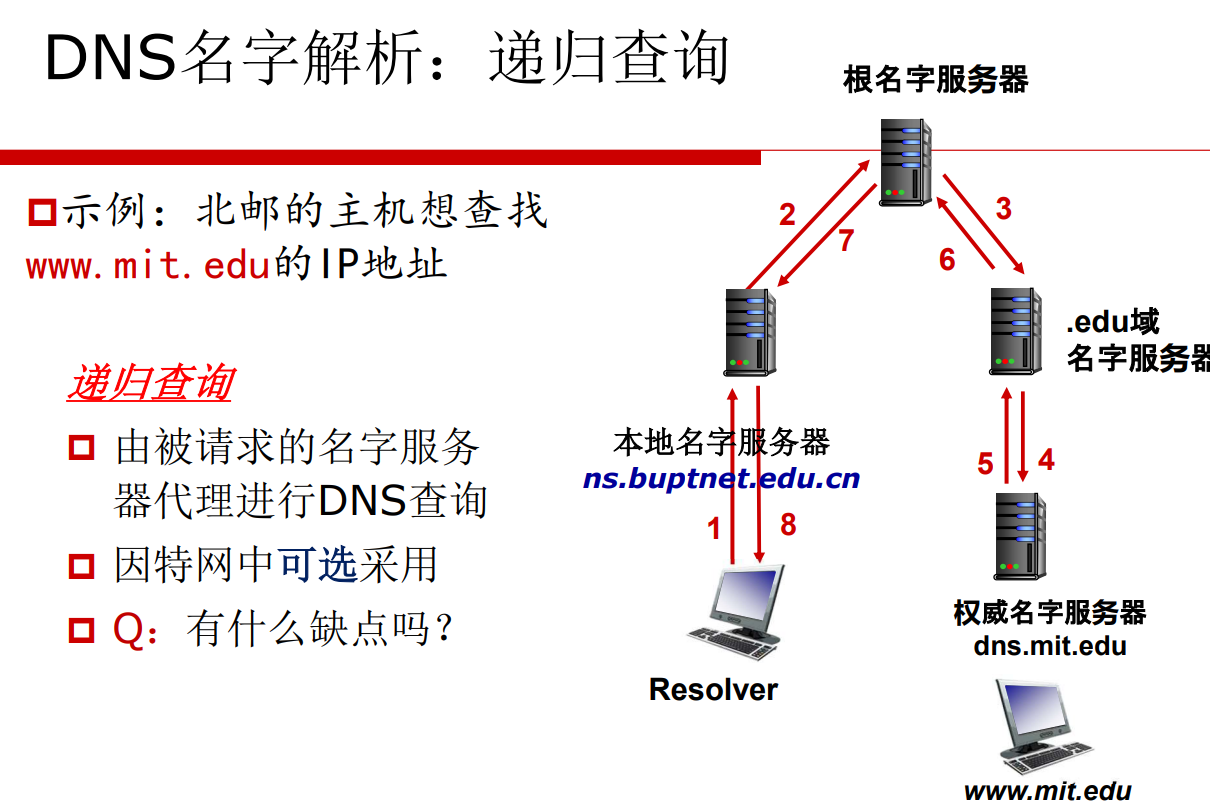 DNS名字解析：递归查询
示例：北邮的主机想查找
www.mit.edu的IP地址
递归查询
由被请求的名字服务
器代理进行DNS查询
因特网中可选采用
Q：有什么缺点吗？
根名字服务器
2
7
3
6
.edu域
名字服务器
本地名字服务器
ns.buptnet.edu.cn
1
8
5
4
Resolver
权威名字服务器
dns.mit.edu
www.mit.edu